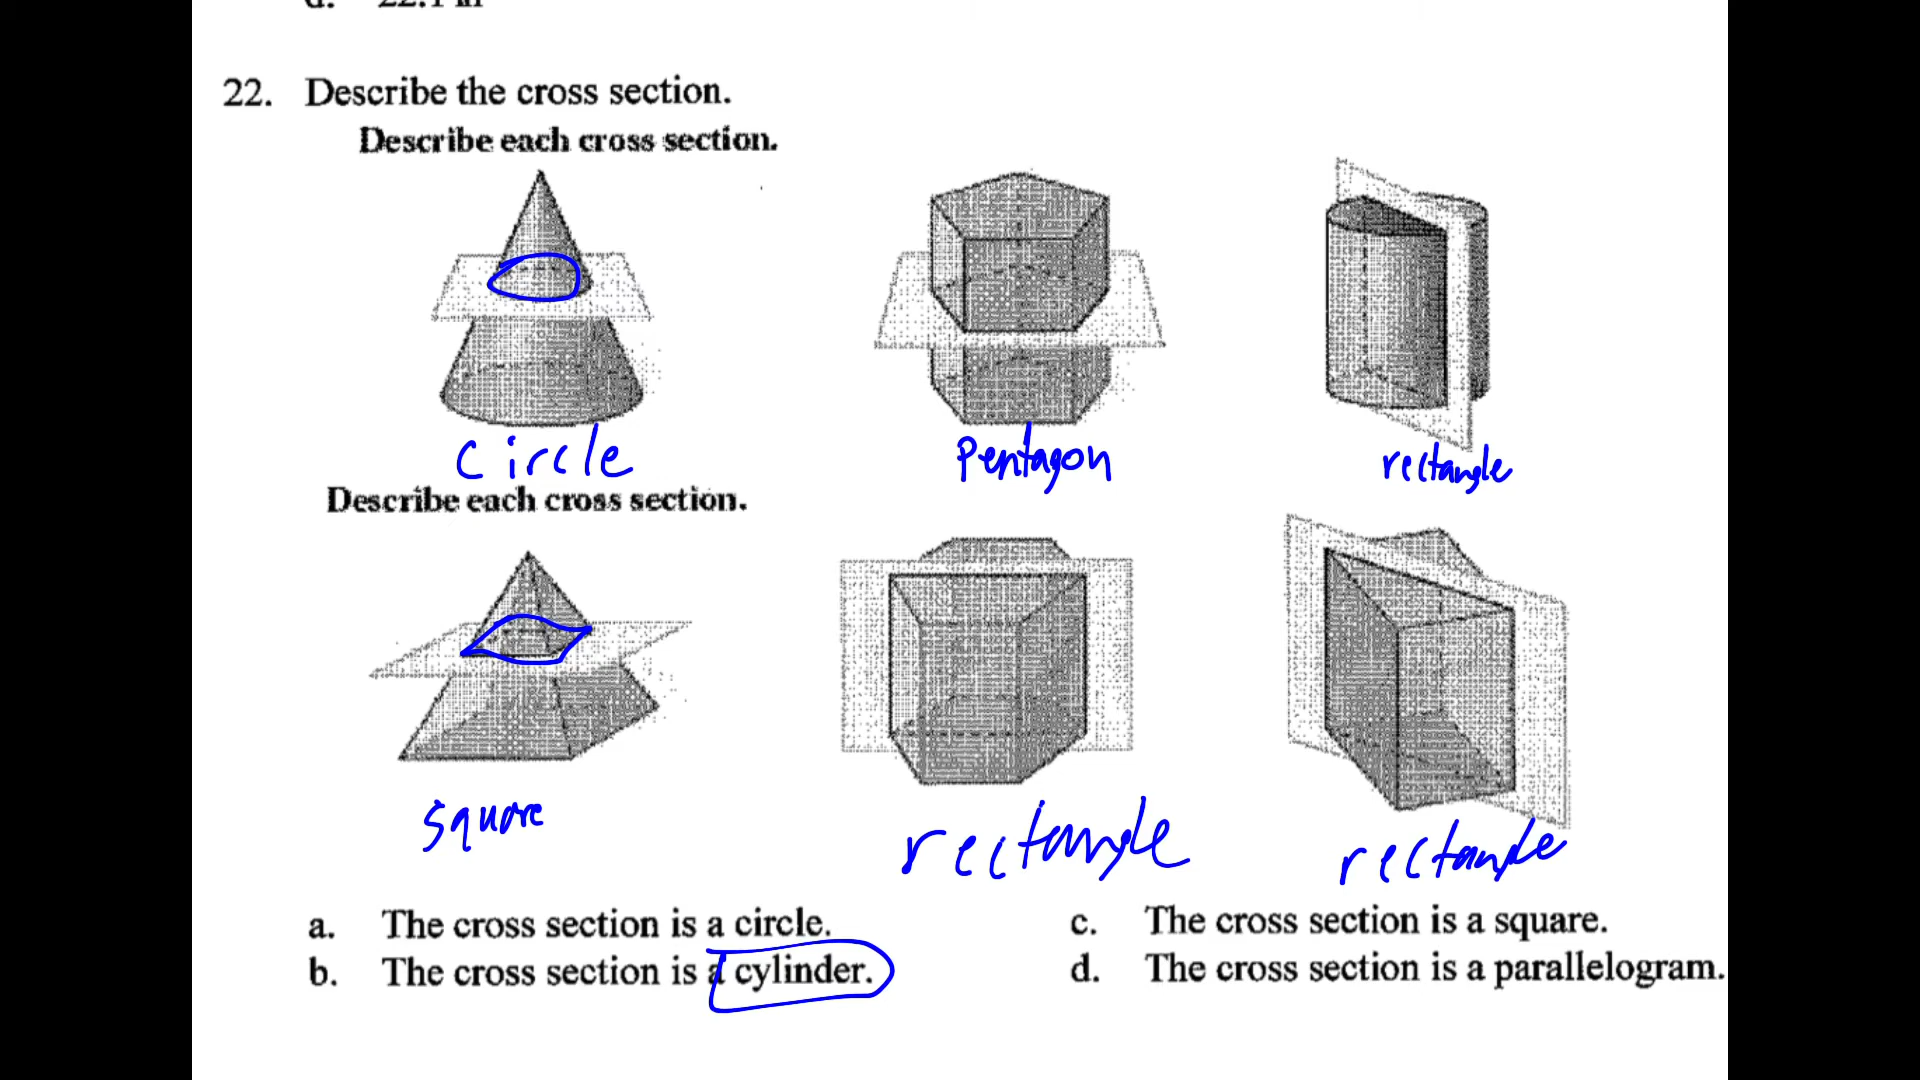 22. Describe the cross section.
Describe each cross section.
circle
Pentagon
rectangle
Describe each cross section.
square
rectangle
rectangle
a. The cross section is a circle.
b. The cross section is a cylinder.
c. The cross section is a square.
d. The cross section is a parallelogram.